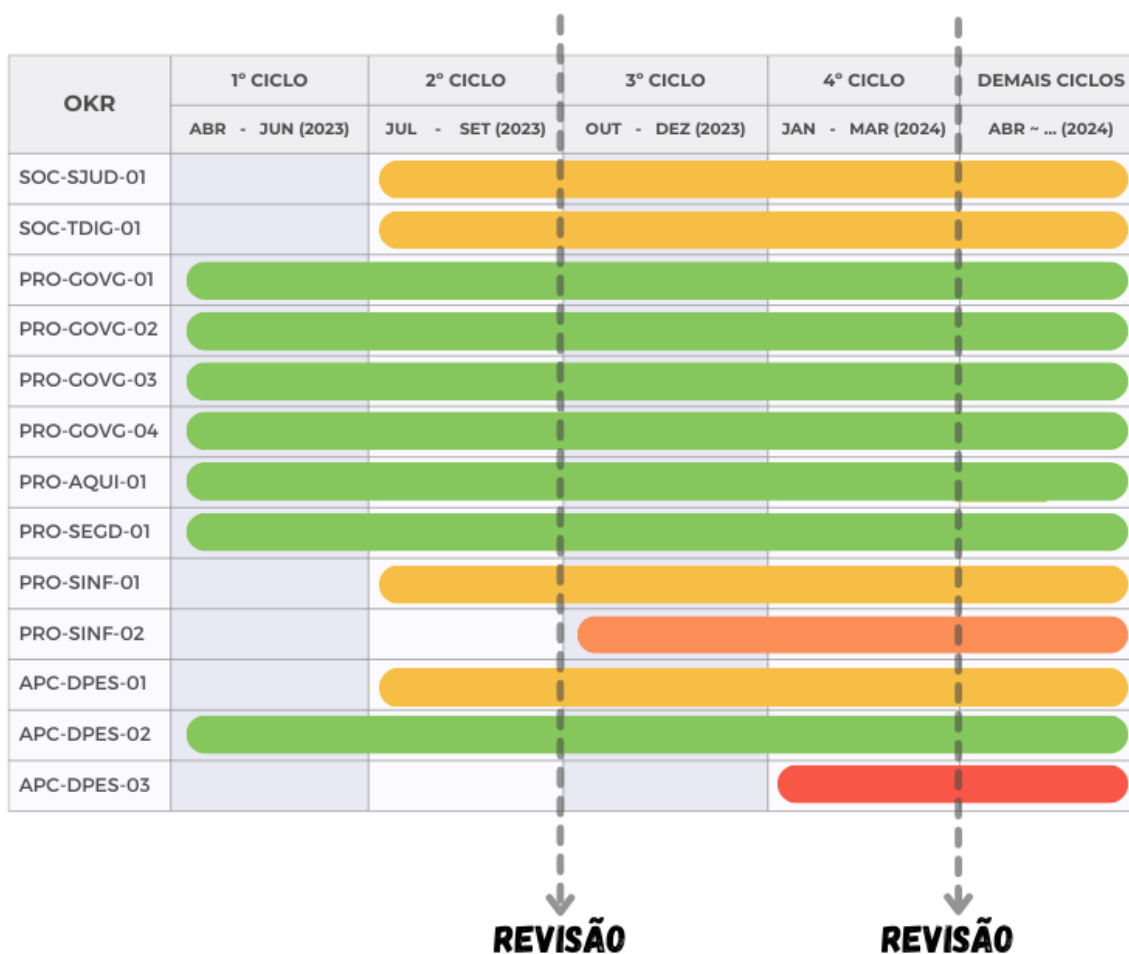 OKR
1º CICLO 2º CICLO 3º CICLO 4º CICLO DEMAIS CICLOS
ABR - JUN (2023) JUL - SET (2023) OUT - DEZ (2023) JAN - MAR (2024) ABR ~ ... (2024)
SOC-SJUD-01
SOC-TDIG-01
PRO-GOVG-01
PRO-GOVG-02
PRO-GOVG-03
PRO-GOVG-04
PRO-AQUI-01
PRO-SEGD-01
PRO-SINF-01
PRO-SINF-02
APC-DPES-01
APC-DPES-02
APC-DPES-03
REVISÃO REVISÃO